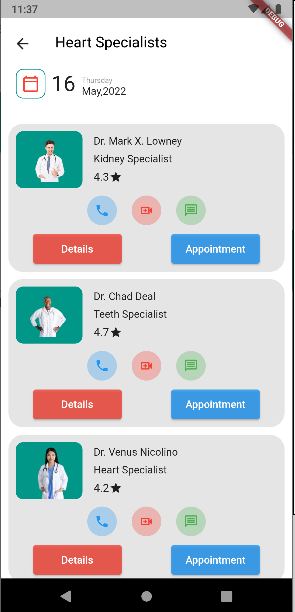 11:37
DEBUG
Heart Specialists
16
Thursday
May,2022
Dr. Mark X. Lowney
Kidney Specialist
4.3
Details
Appointment
Dr. Chad Deal
Teeth Specialist
4.7
Details
Appointment
Dr. Venus Nicolino
Heart Specialist
4.2
Details
Appointment